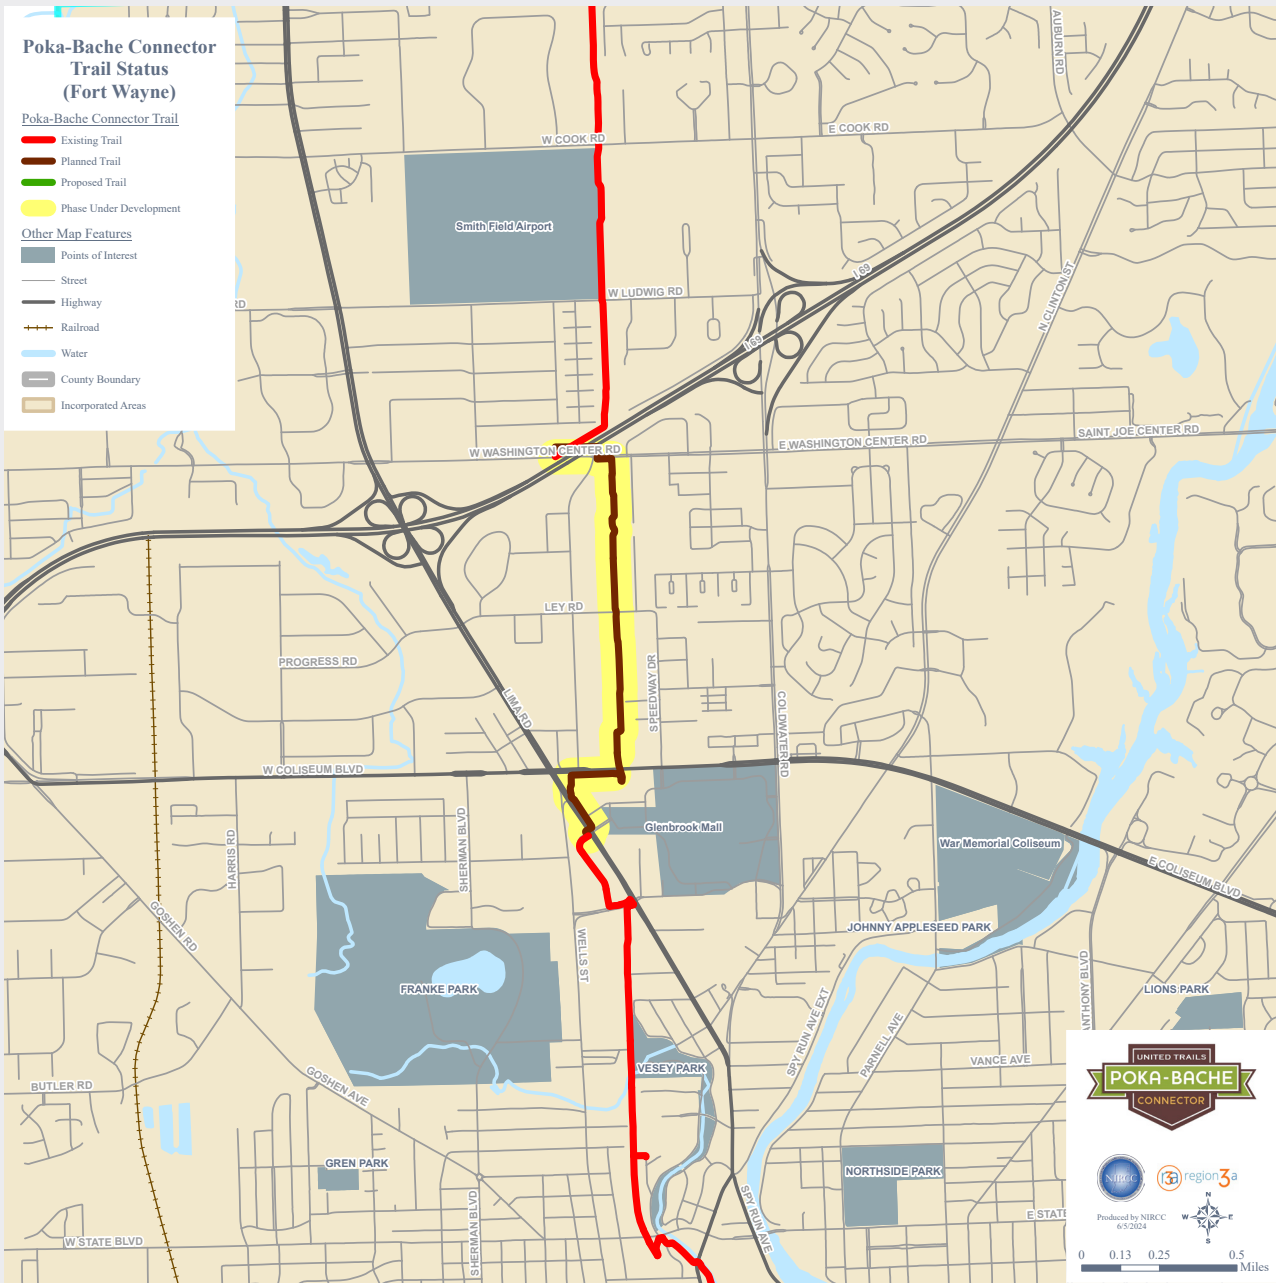 Poka-Bache Connector
Trail Status
(Fort Wayne)
Poka-Bache Connector Trail
Existing Trail
Planned Trail
Proposed Trail
Phase Under Development
Other Map Features
Points of Interest
Street
Highway
Railroad
Water
County Boundary
Incorporated Areas
AUBURN RD
W COOK RD
E COOK RD
Smith Field Airport
I 69
W LUDWIG RD
RD
N CLINTON ST
I 69
W WASHINGTON CENTER RD
E WASHINGTON CENTER RD
SAINT JOE CENTER RD
LEY RD
PROGRESS RD
SPEEDWAY DR
LIMA RD
COLDWATER RD
W COLISEUM BLVD
Glenbrook Mall
War Memorial Coliseum
E COLISEUM BLVD
HARRIS RD
SHERMAN BLVD
GOSHEN RD
JOHNNY APPLESEED PARK
WELLS ST
FRANKE PARK
ANTHONY BLVD
LIONS PARK
SPY RUN AVE EXT
PARNELL AVE
VANCE AVE
VESEY PARK
BUTLER RD
GOSHEN AVE
GREN PARK
NORTHSIDE PARK
SHERMAN BLVD
SPY RUN AVE
W STATE BLVD
E STATE
UNITED TRAILS
POKA-BACHE
CONNECTOR
NIRCC
3a region3a
Produced by NIRCC
6/5/2024
N
W E
S
0 0.13 0.25 0.5
Miles